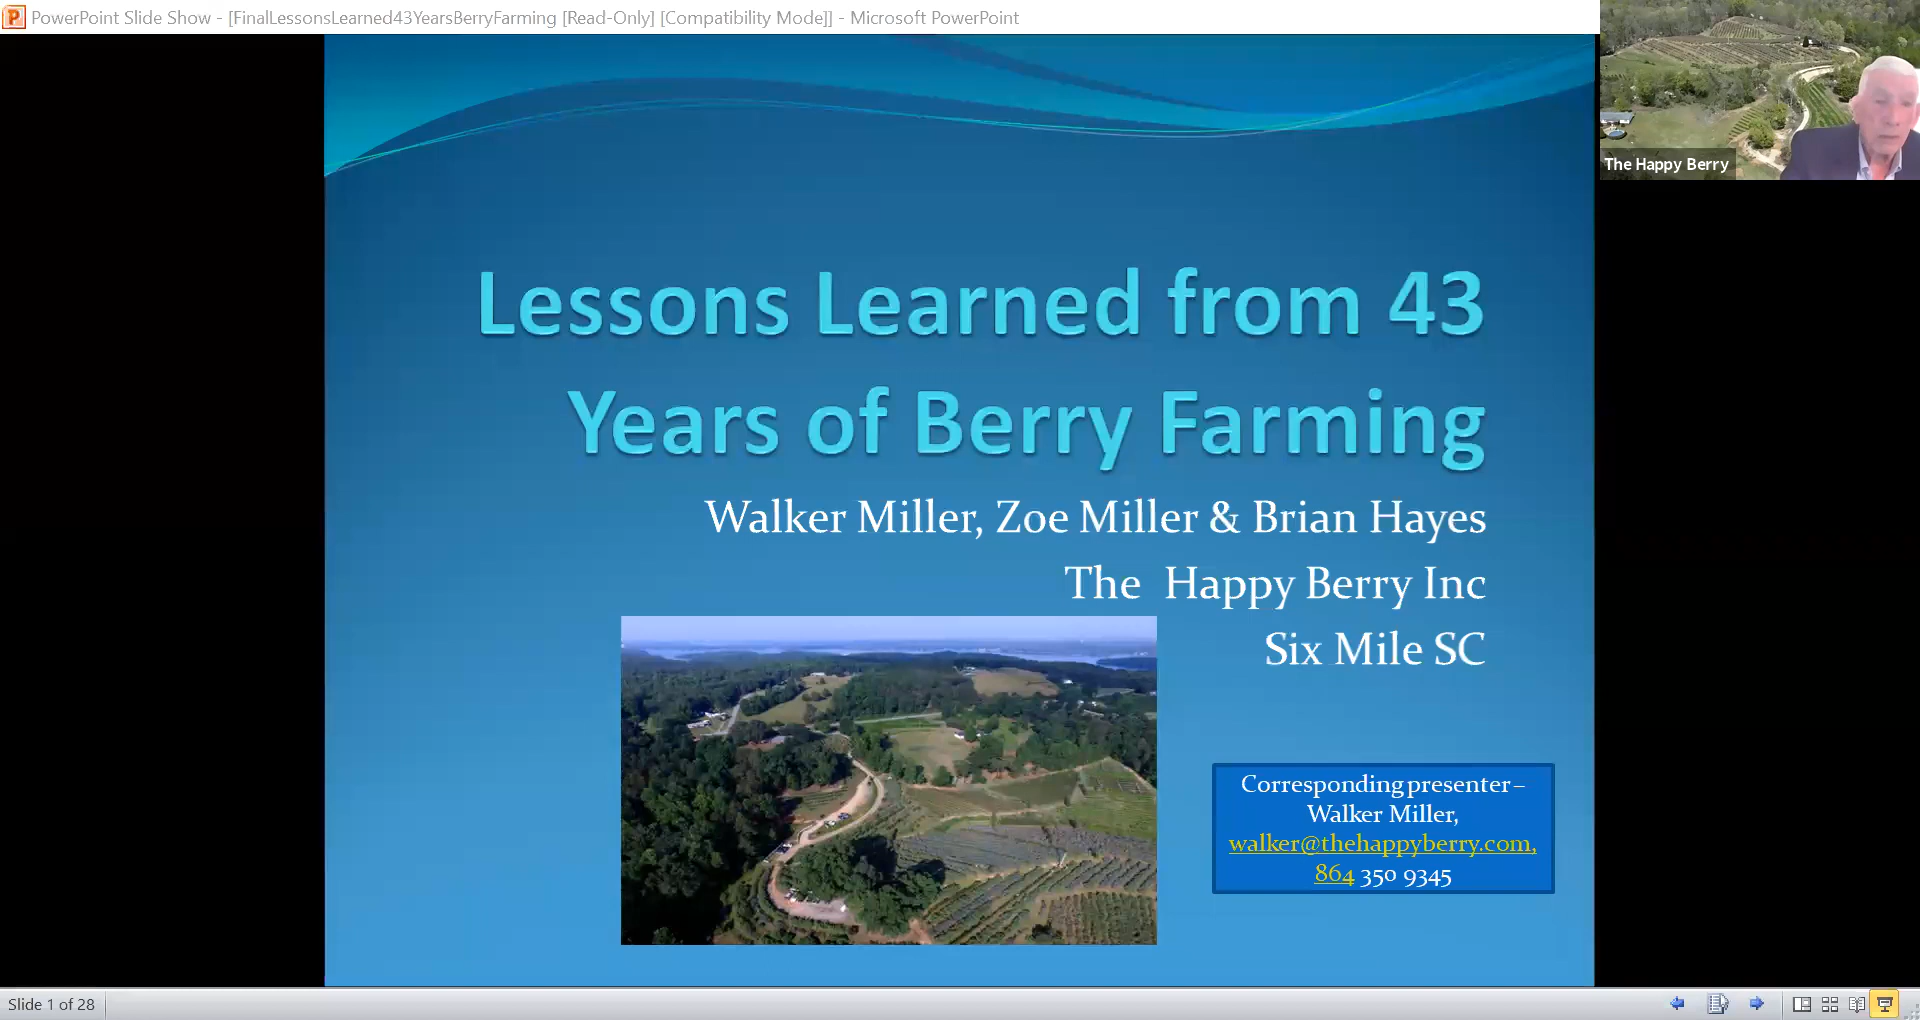 PowerPoint Slide Show - [FinalLessonsLearned43YearsBerryFarming [Read-Only] [Compatibility Mode]] - Microsoft PowerPoint
The Happy Berry
Lessons Learned from 43
Years of Berry Farming
Walker Miller, Zoe Miller & Brian Hayes
The Happy Berry Inc
Six Mile SC
Corresponding presenter –
Walker Miller,
walker@thehappyberry.com,
864 350 9345
Slide 1 of 28